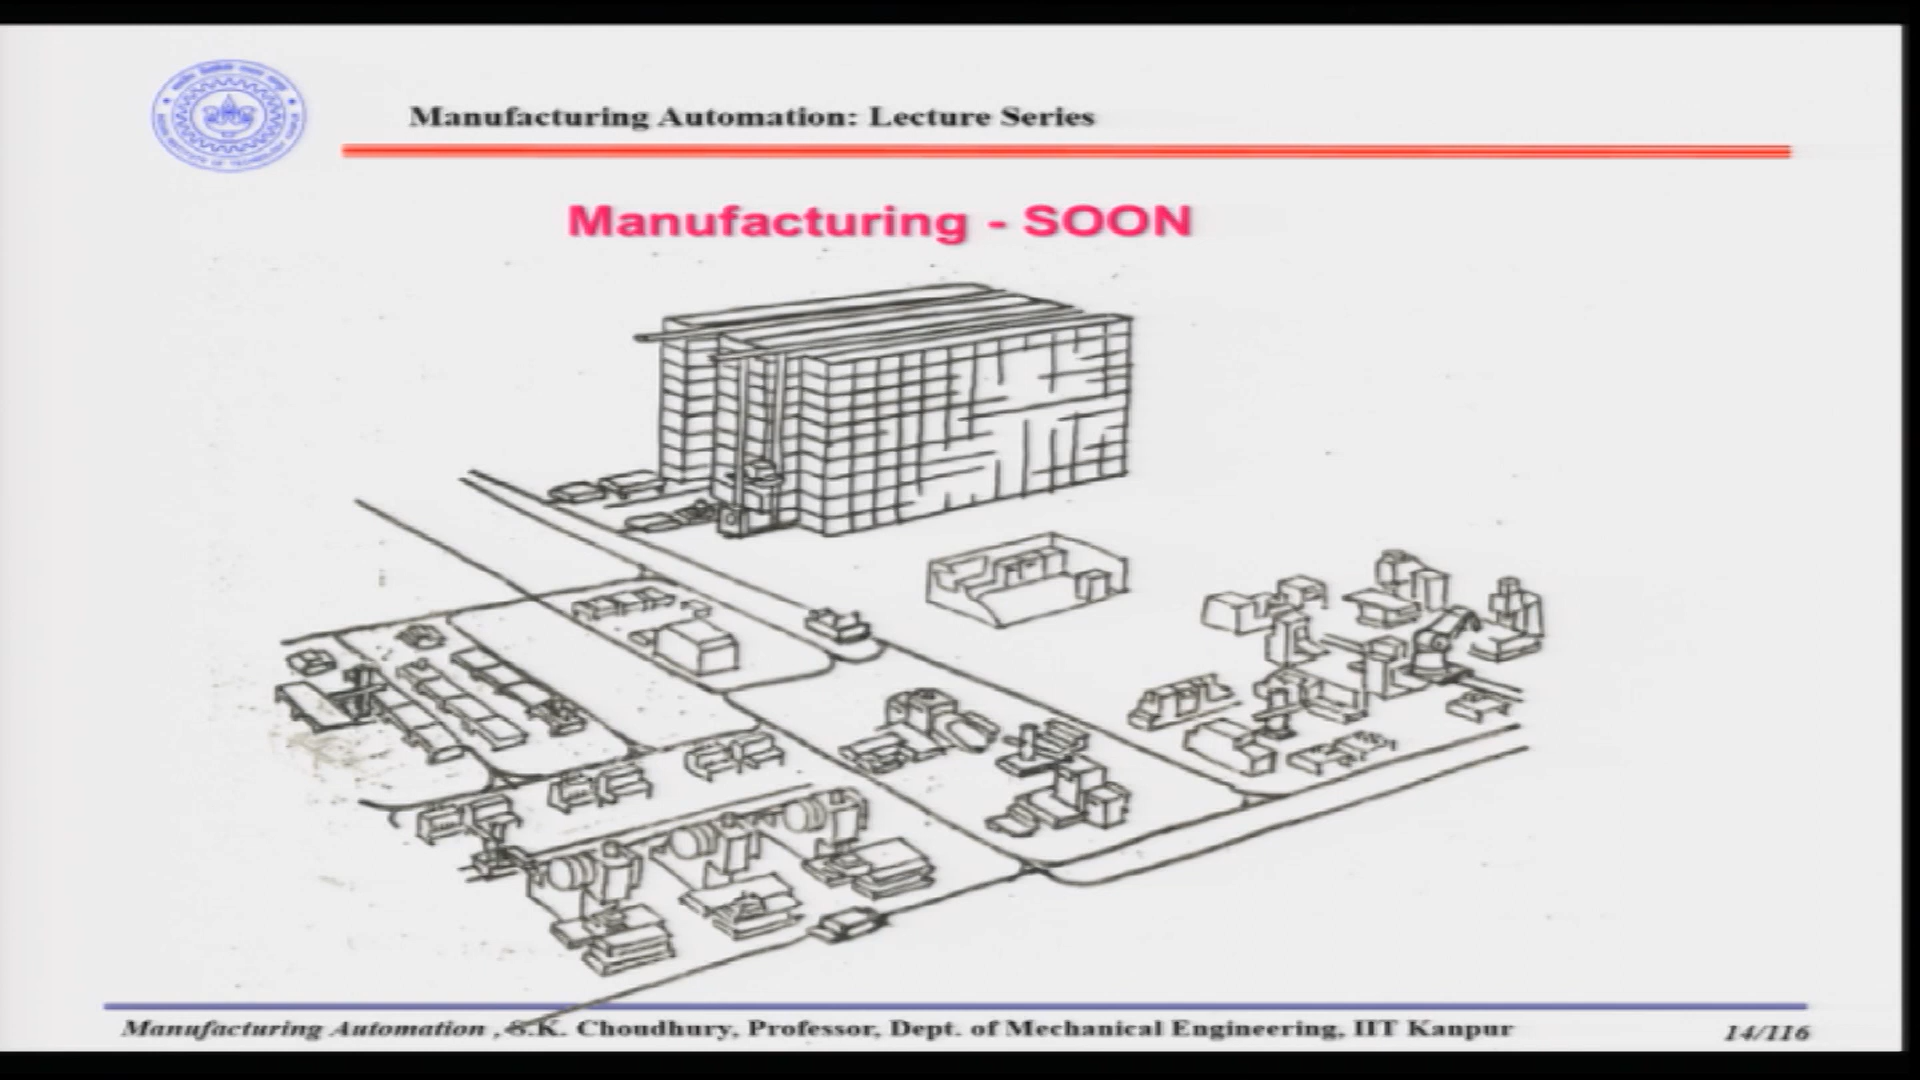 Manufacturing Automation: Lecture Series
Manufacturing - SOON
Manufacturing Automation , S.K. Choudhury, Professor, Dept. of Mechanical Engineering, IIT Kanpur
14/116